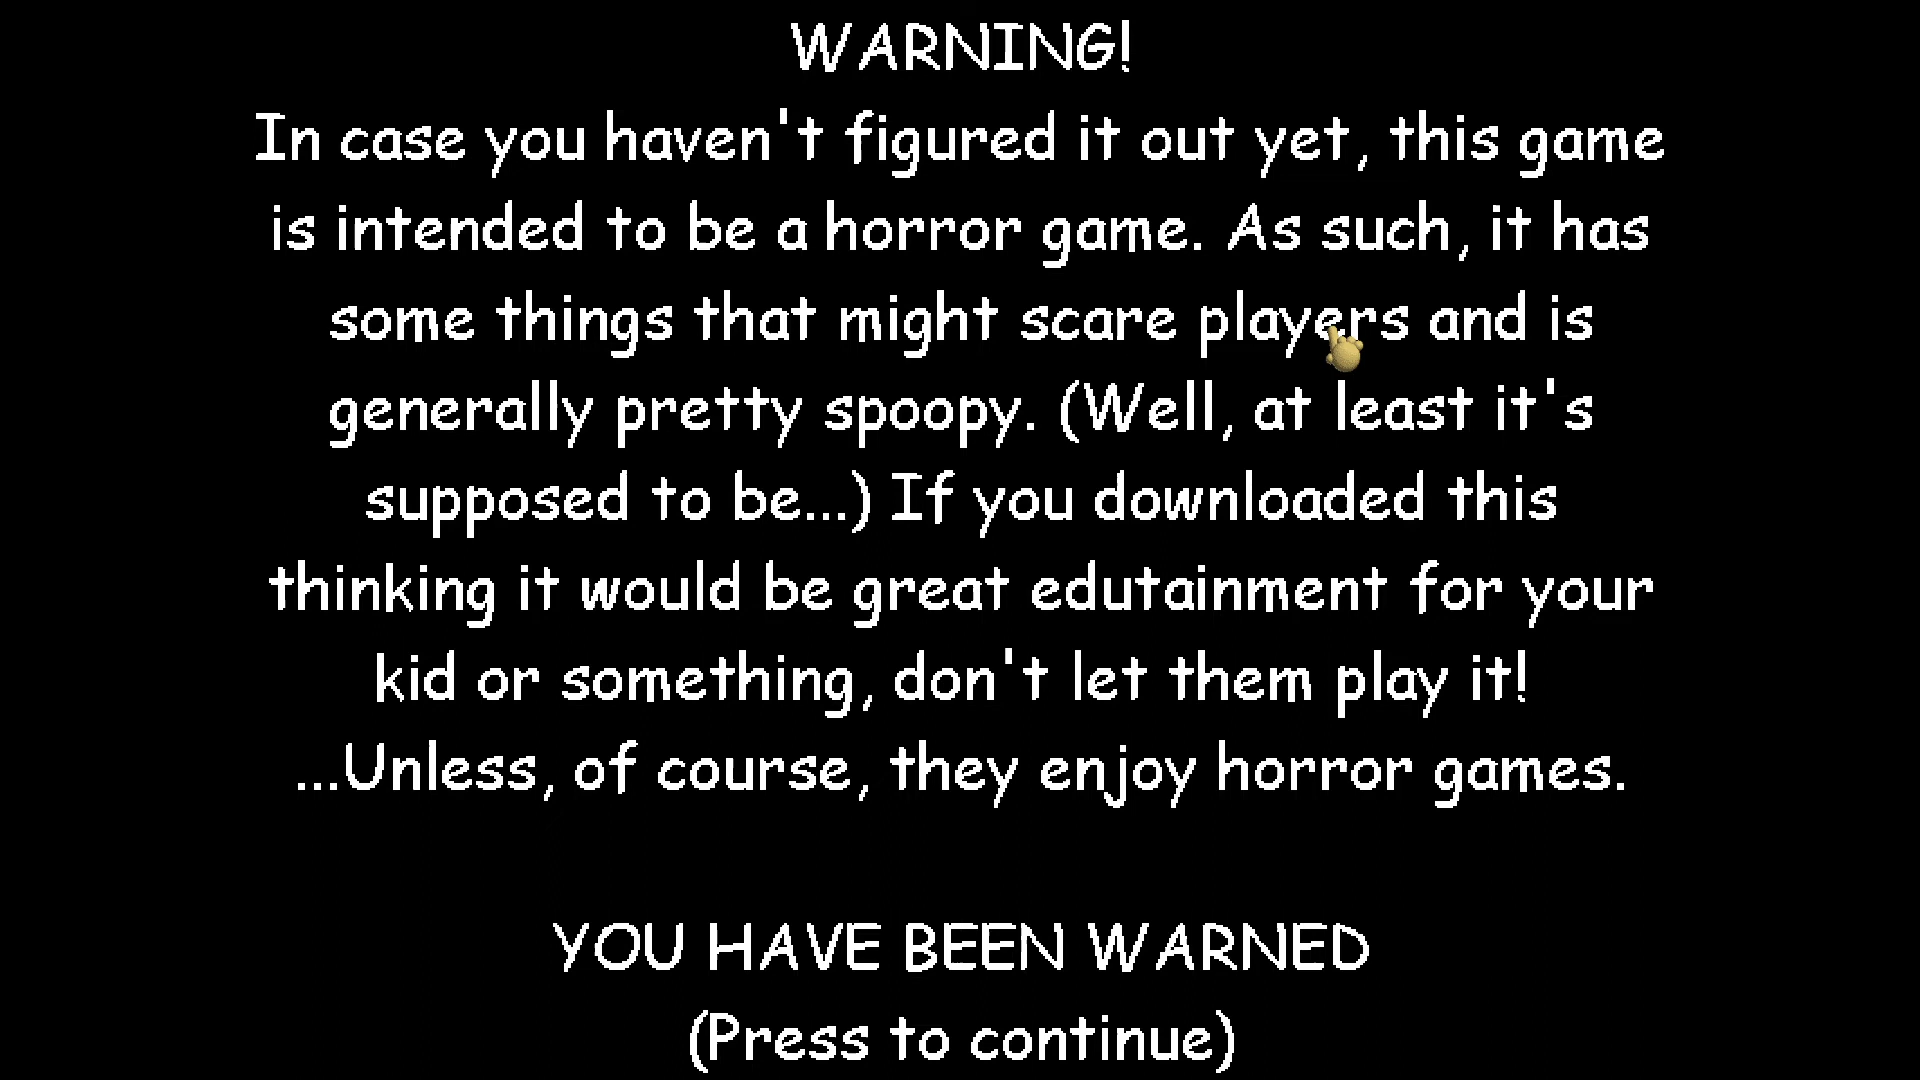 WARNING!
In case you haven't figured it out yet, this game
is intended to be a horror game. As such, it has
some things that might scare players and is
generally pretty spoopy. (Well, at least it's
supposed to be...) If you downloaded this
thinking it would be great edutainment for your
kid or something, don't let them play it!
...Unless, of course, they enjoy horror games.
YOU HAVE BEEN WARNED
(Press to continue)